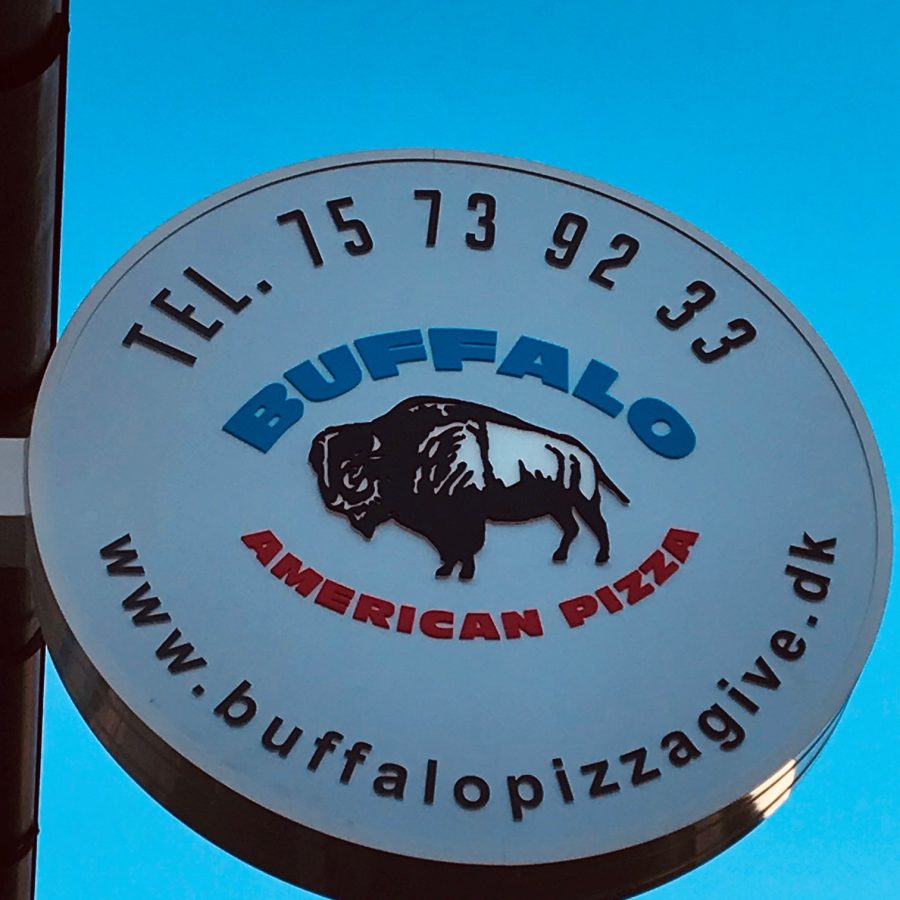 TEL. 75 73 92 33
BUFFALO
AMERICAN PIZZA
www.buffalopizzagive.dk